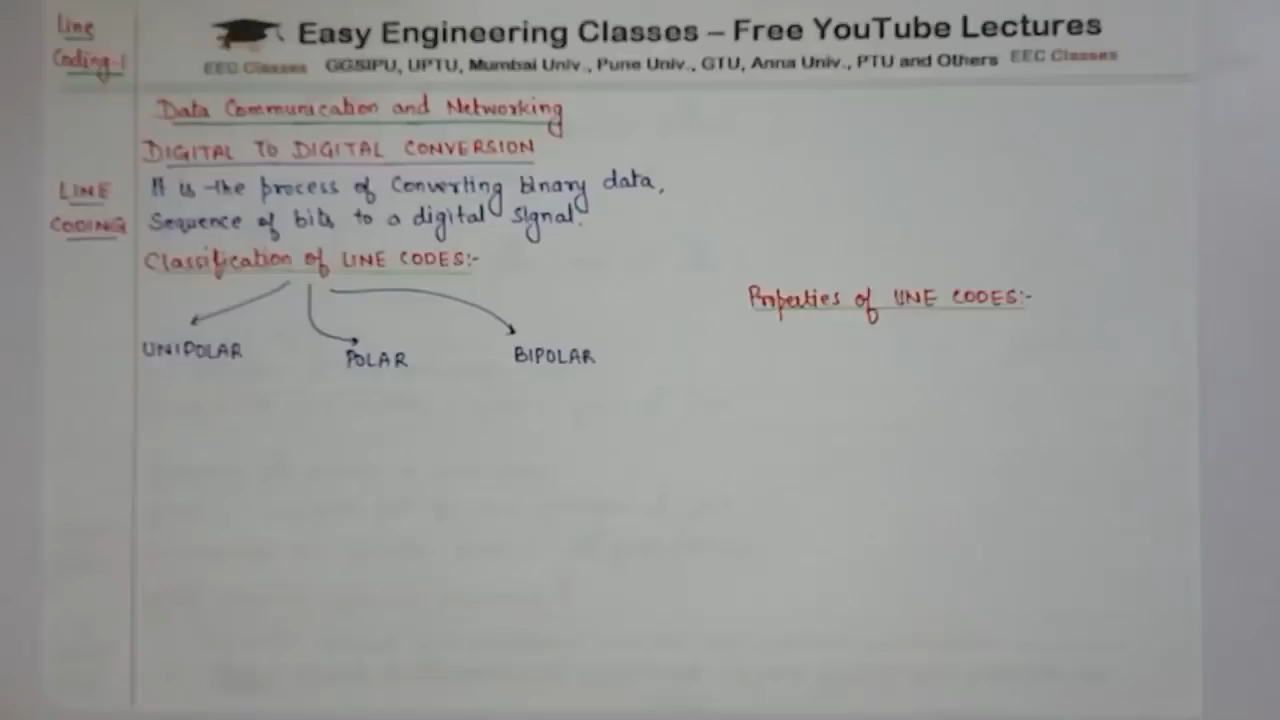 Line
Coding-1
Easy Engineering Classes – Free YouTube Lectures
EEC Classes GGSIPU, UPTU, Mumbai Univ., Pune Univ., GTU, Anna Univ., PTU and Others EEC Classes
Data Communication and Networking
DIGITAL TO DIGITAL CONVERSION
LINE
CODING
It is the process of Converting binary data,
Sequence of bits to a digital signal.
Classification of LINE CODES:-
UNIPOLAR
POLAR
BIPOLAR
Properties of LINE CODES:-